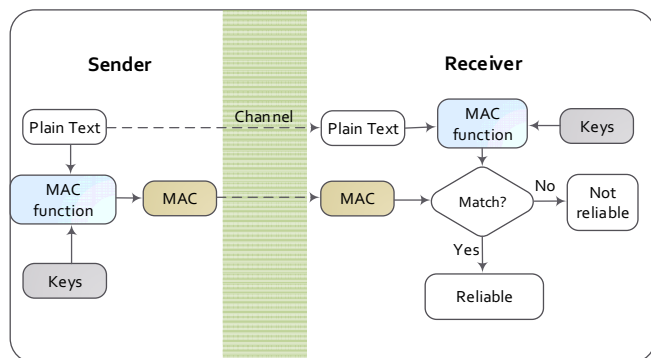 Sender
Receiver
Channel
Plain Text
Plain Text
MAC
function
Keys
MAC
function
MAC
MAC
Match?
No
Not
reliable
Yes
Keys
Reliable